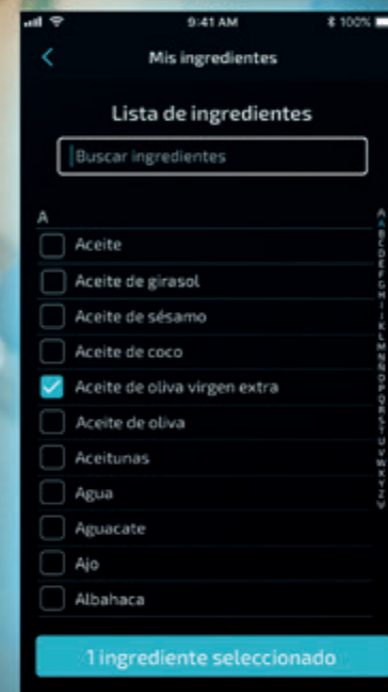 9:41 AM
100%
Mis ingredientes
Lista de ingredientes
Buscar ingredientes
A
Aceite
Aceite de girasol
Aceite de sésamo
Aceite de coco
Aceite de oliva virgen extra
Aceite de oliva
Aceitunas
Agua
Aguacate
Ajo
Albahaca
1 ingrediente seleccionado